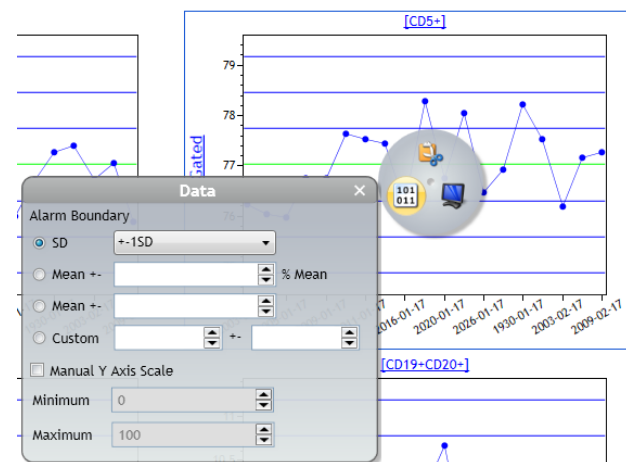 [CD5+]
79
78
77
76
Gated
Data
Alarm Boundary
SD
+-1SD
Mean +-
% Mean
Mean +-
Custom
+-
Manual Y Axis Scale
Minimum
0
Maximum
100
101
011
2016-01-17
2020-01-17
2026-01-17
1930-01-17
2003-02-17
2009-02-17
[CD19+CD20+]